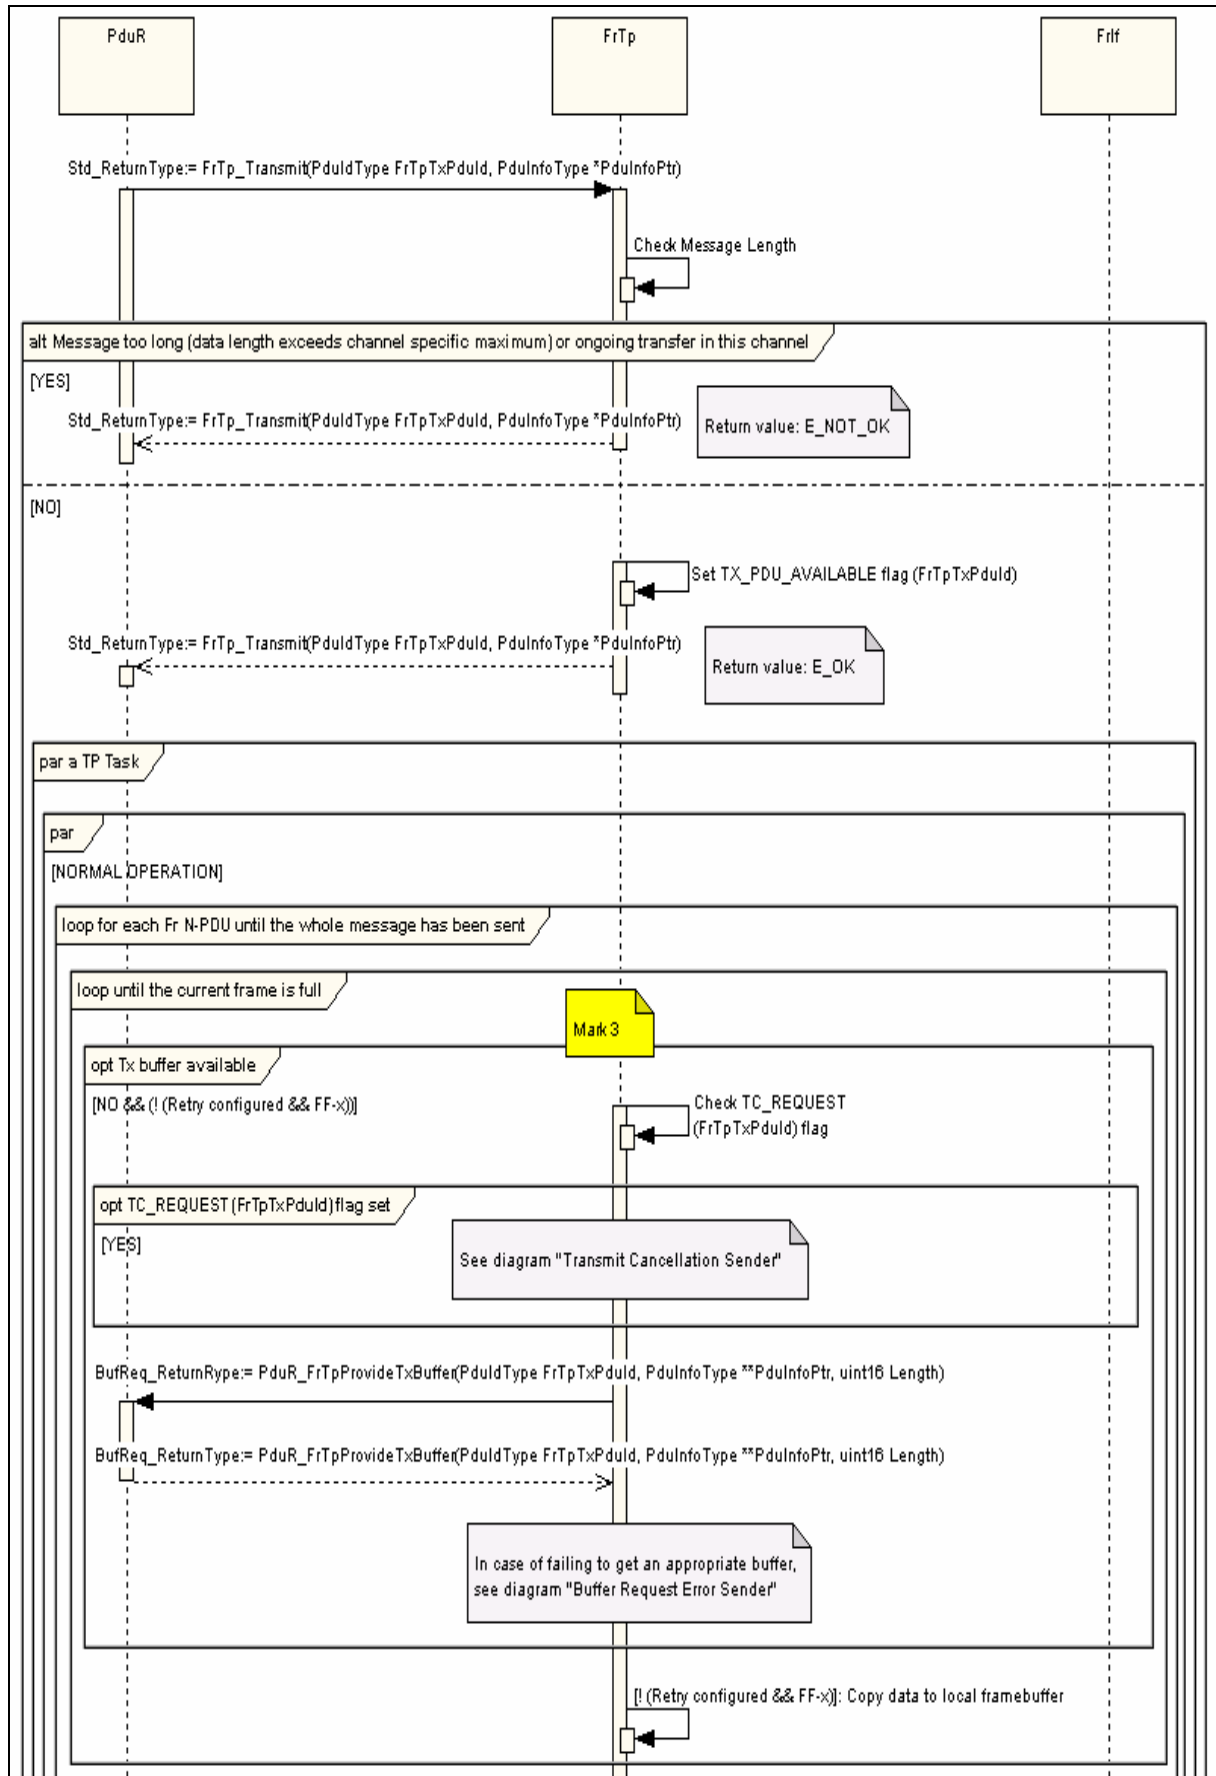 PduR
FrTp
FrIf
Std_ReturnType:= FrTp_Transmit(PduIdType FrTpTxPduId, PduInfoType *PduInfoPtr)
Check Message Length
alt Message too long (data length exceeds channel specific maximum) or ongoing transfer in this channel
[YES]
Std_ReturnType:= FrTp_Transmit(PduIdType FrTpTxPduId, PduInfoType *PduInfoPtr)
Return value: E_NOT_OK
[NO]
Set TX_PDU_AVAILABLE flag (FrTpTxPduId)
Std_ReturnType:= FrTp_Transmit(PduIdType FrTpTxPduId, PduInfoType *PduInfoPtr)
Return value: E_OK
par a TP Task
par
[NORMAL OPERATION]
loop for each Fr N-PDU until the whole message has been sent
loop until the current frame is full
Mark 3
opt Tx buffer available
[NO && (! (Retry configured && FF-x))]
Check TC_REQUEST
(FrTpTxPduId) flag
opt TC_REQUEST (FrTpTxPduId) flag set
[YES]
See diagram "Transmit Cancellation Sender"
BufReq_ReturnRype:= PduR_FrTpProvideTxBuffer(PduIdType FrTpTxPduId, PduInfoType **PduInfoPtr, uint16 Length)
BufReq_ReturnType:= PduR_FrTpProvideTxBuffer(PduIdType FrTpTxPduId, PduInfoType **PduInfoPtr, uint16 Length)
In case of failing to get an appropriate buffer,
see diagram "Buffer Request Error Sender"
[! (Retry configured && FF-x)]: Copy data to local framebuffer